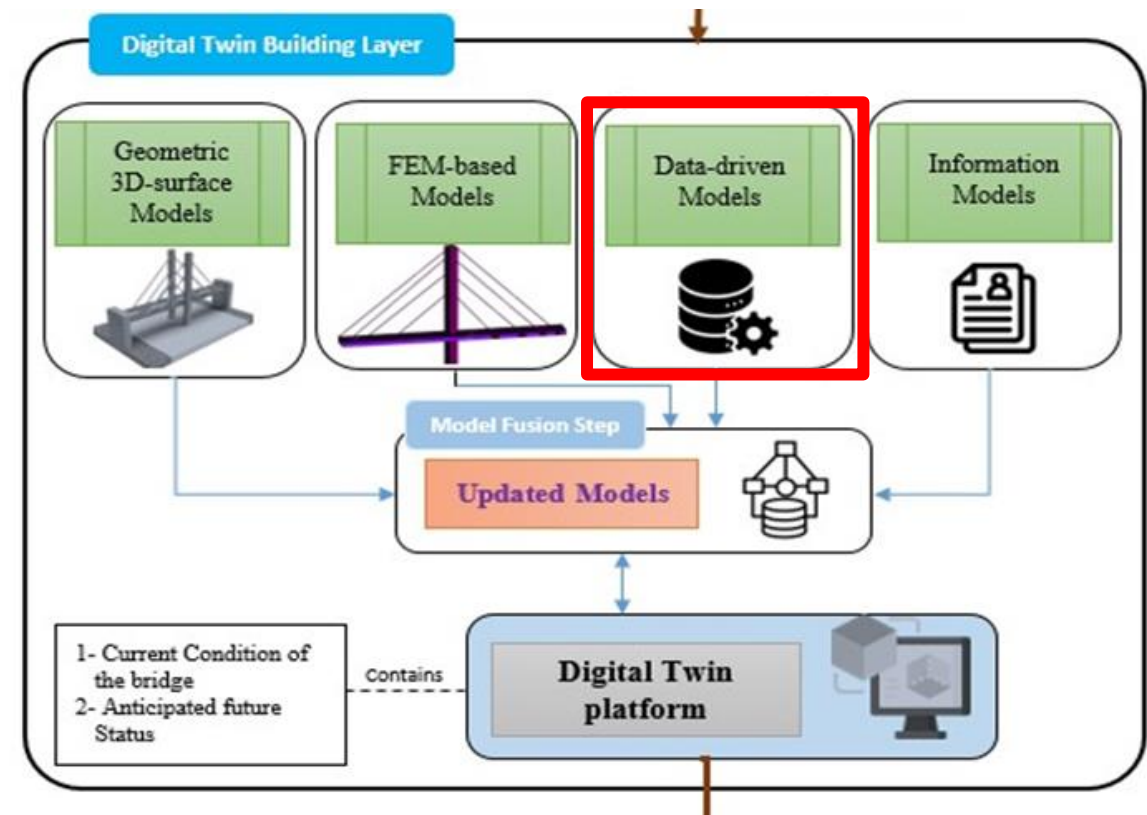 Digital Twin Building Layer
Geometric
3D-surface
Models
FEM-based
Models
Data-driven
Models
Information
Models
Model Fusion Step
Updated Models
1- Current Condition of
the bridge
2- Anticipated future
Status
Contains
Digital Twin
platform